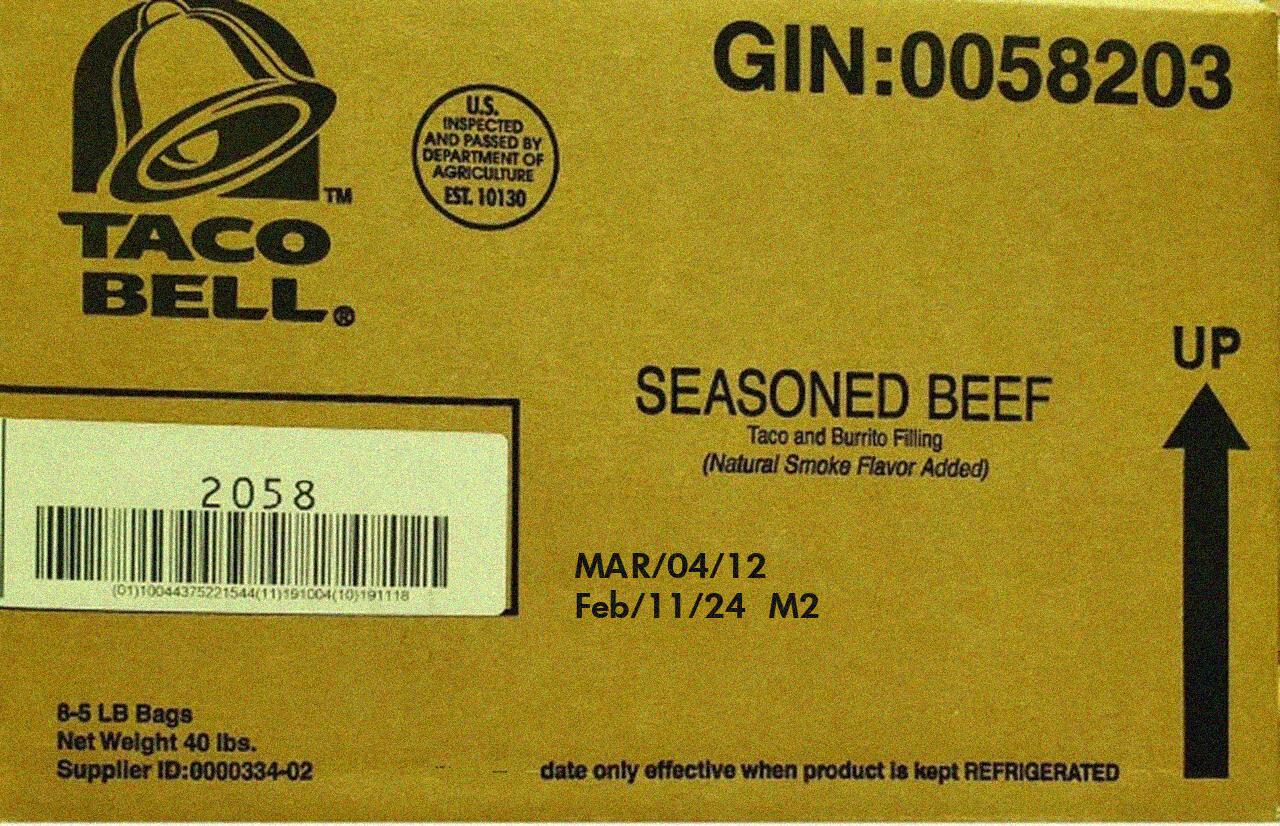 GIN:0058203
U.S.
INSPECTED
AND PASSED BY
DEPARTMENT OF
AGRICULTURE
EST. 10130
TM
TACO
BELL®
UP
SEASONED BEEF
Taco and Burrito Filling
(Natural Smoke Flavor Added)
2058
(01)10044375221544(11)191004(10)191118
MAR/04/12
Feb/11/24 M2
8-5 LB Bags
Net Weight 40 lbs.
Supplier ID:0000334-02
date only effective when product is kept REFRIGERATED